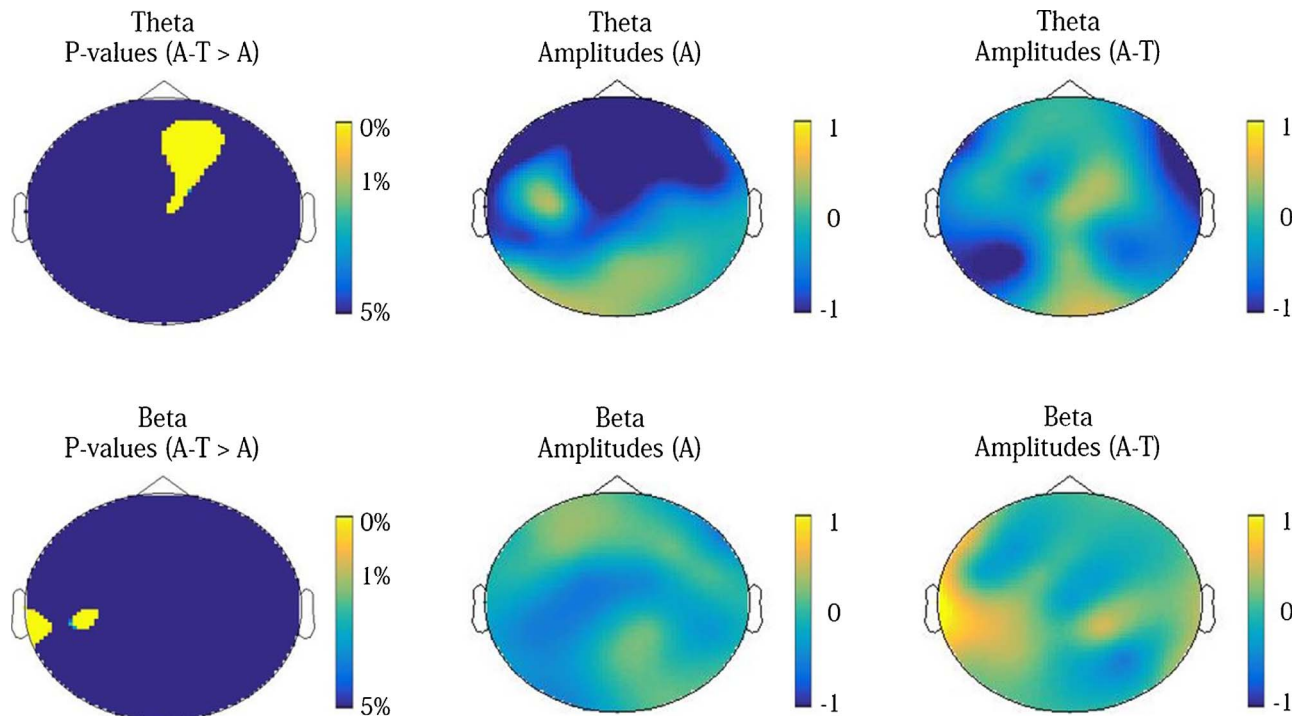 Theta
P-values (A-T > A)
Theta
Amplitudes (A)
Theta
Amplitudes (A-T)
0%
1%
5%
1
0
-1
1
0
-1
Beta
P-values (A-T > A)
Beta
Amplitudes (A)
Beta
Amplitudes (A-T)
0%
1%
5%
1
0
-1
1
0
-1